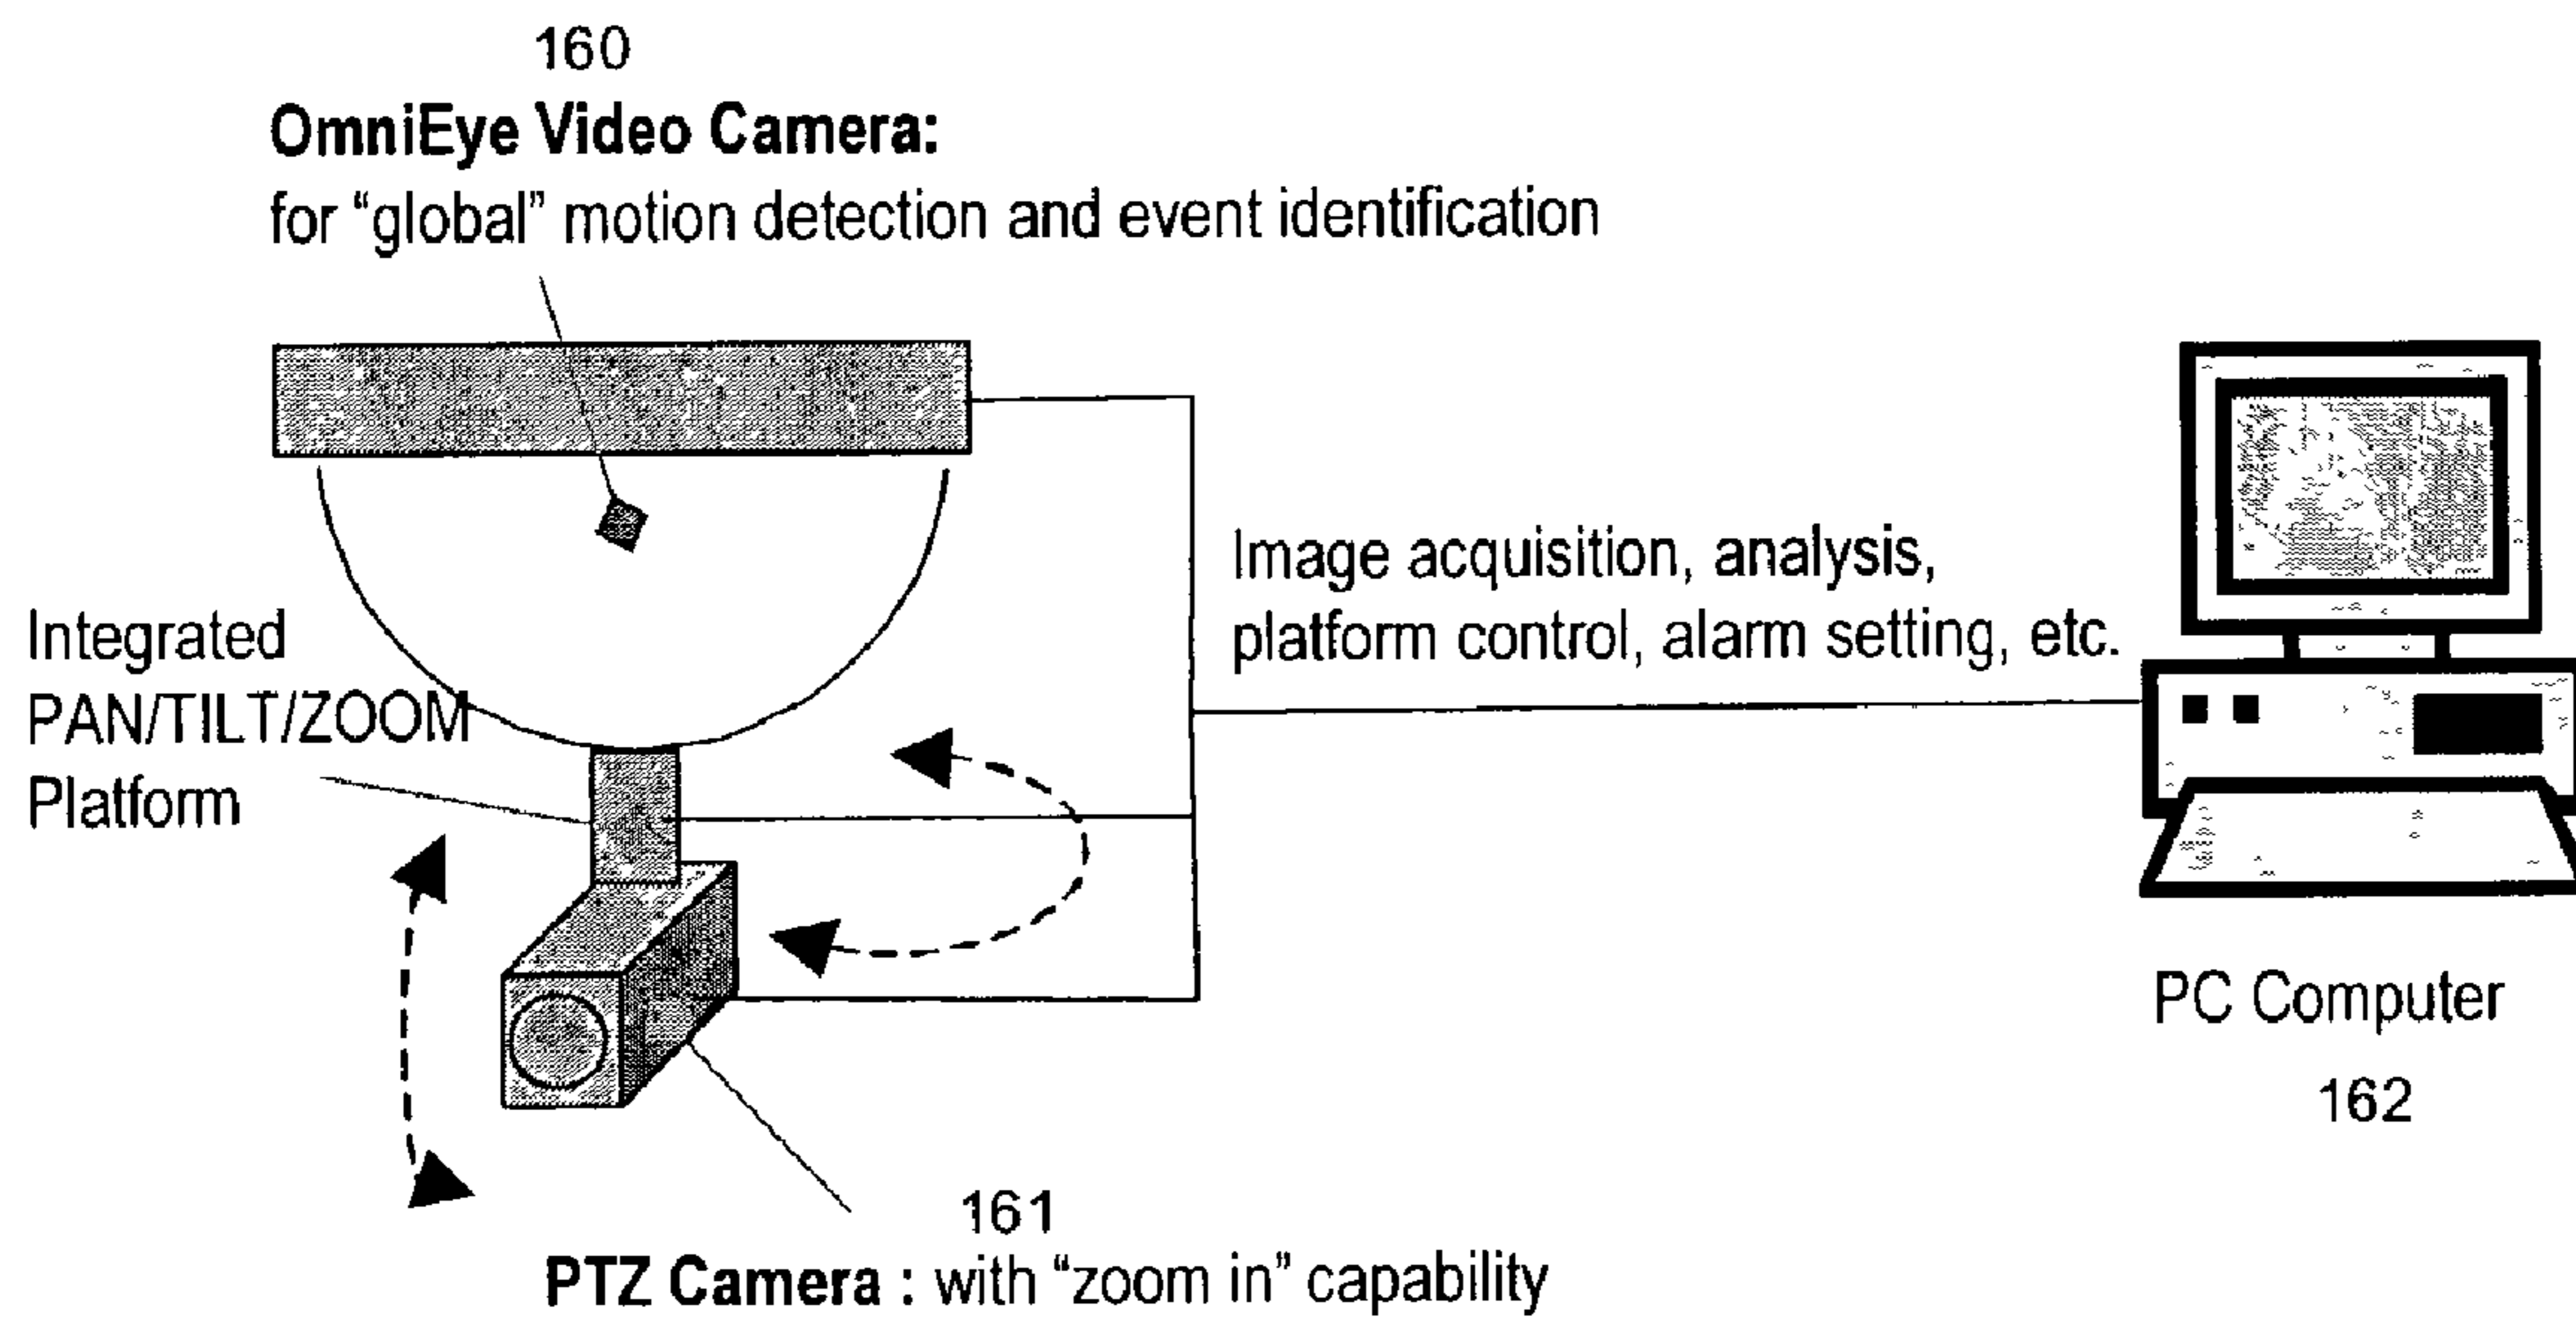 160
OmniEye Video Camera:
for “global” motion detection and event identification
Integrated
PAN/TILT/ZOOM
Platform
Image acquisition, analysis,
platform control, alarm setting, etc.
PC Computer
162
161
PTZ Camera : with “zoom in” capability